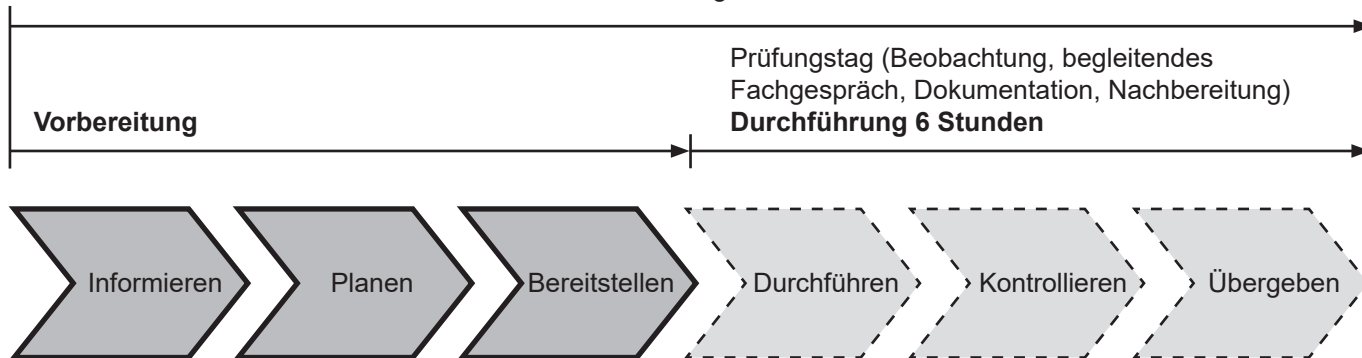 Prüfungstag (Beobachtung, begleitendes
Fachgespräch, Dokumentation, Nachbereitung)
Vorbereitung
Durchführung 6 Stunden
Informieren
Planen
Bereitstellen
Durchführen
Kontrollieren
Übergeben